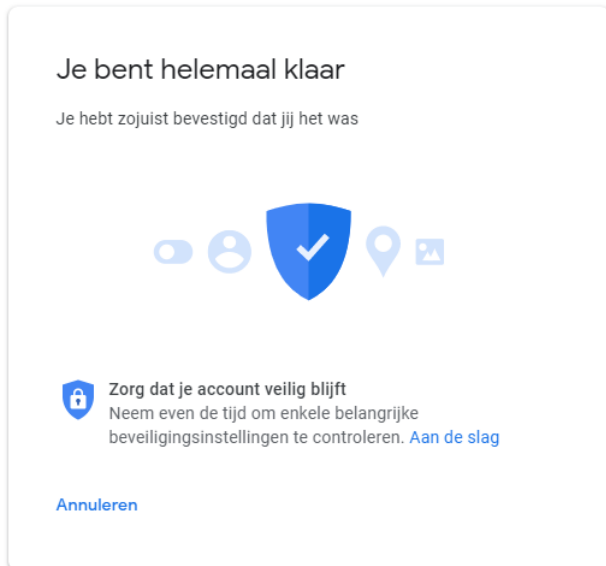 Je bent helemaal klaar
Je hebt zojuist bevestigd dat jij het was
Zorg dat je account veilig blijft
Neem even de tijd om enkele belangrijke
beveiligingsinstellingen te controleren. Aan de slag
Annuleren